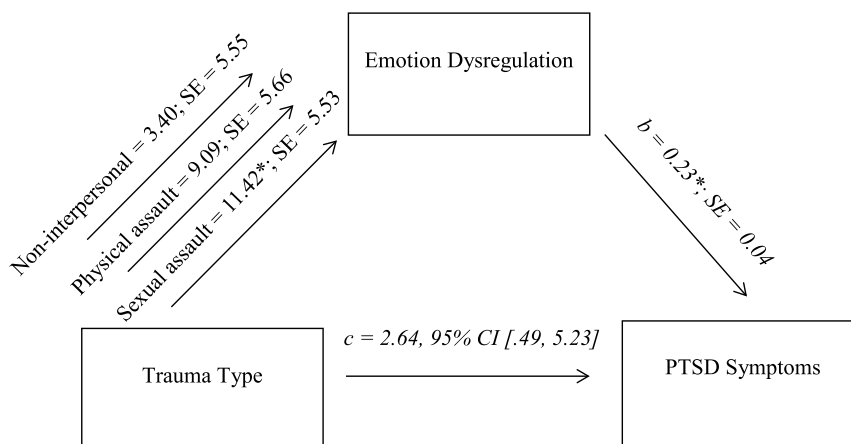 Emotion Dysregulation
Non-interpersonal = 3.40; SE = 5.55
Physical assault = 9.09; SE = 5.66
Sexual assault = 11.42*; SE = 5.53
b = 0.23*; SE = 0.04
c = 2.64, 95% CI [.49, 5.23]
Trauma Type
PTSD Symptoms